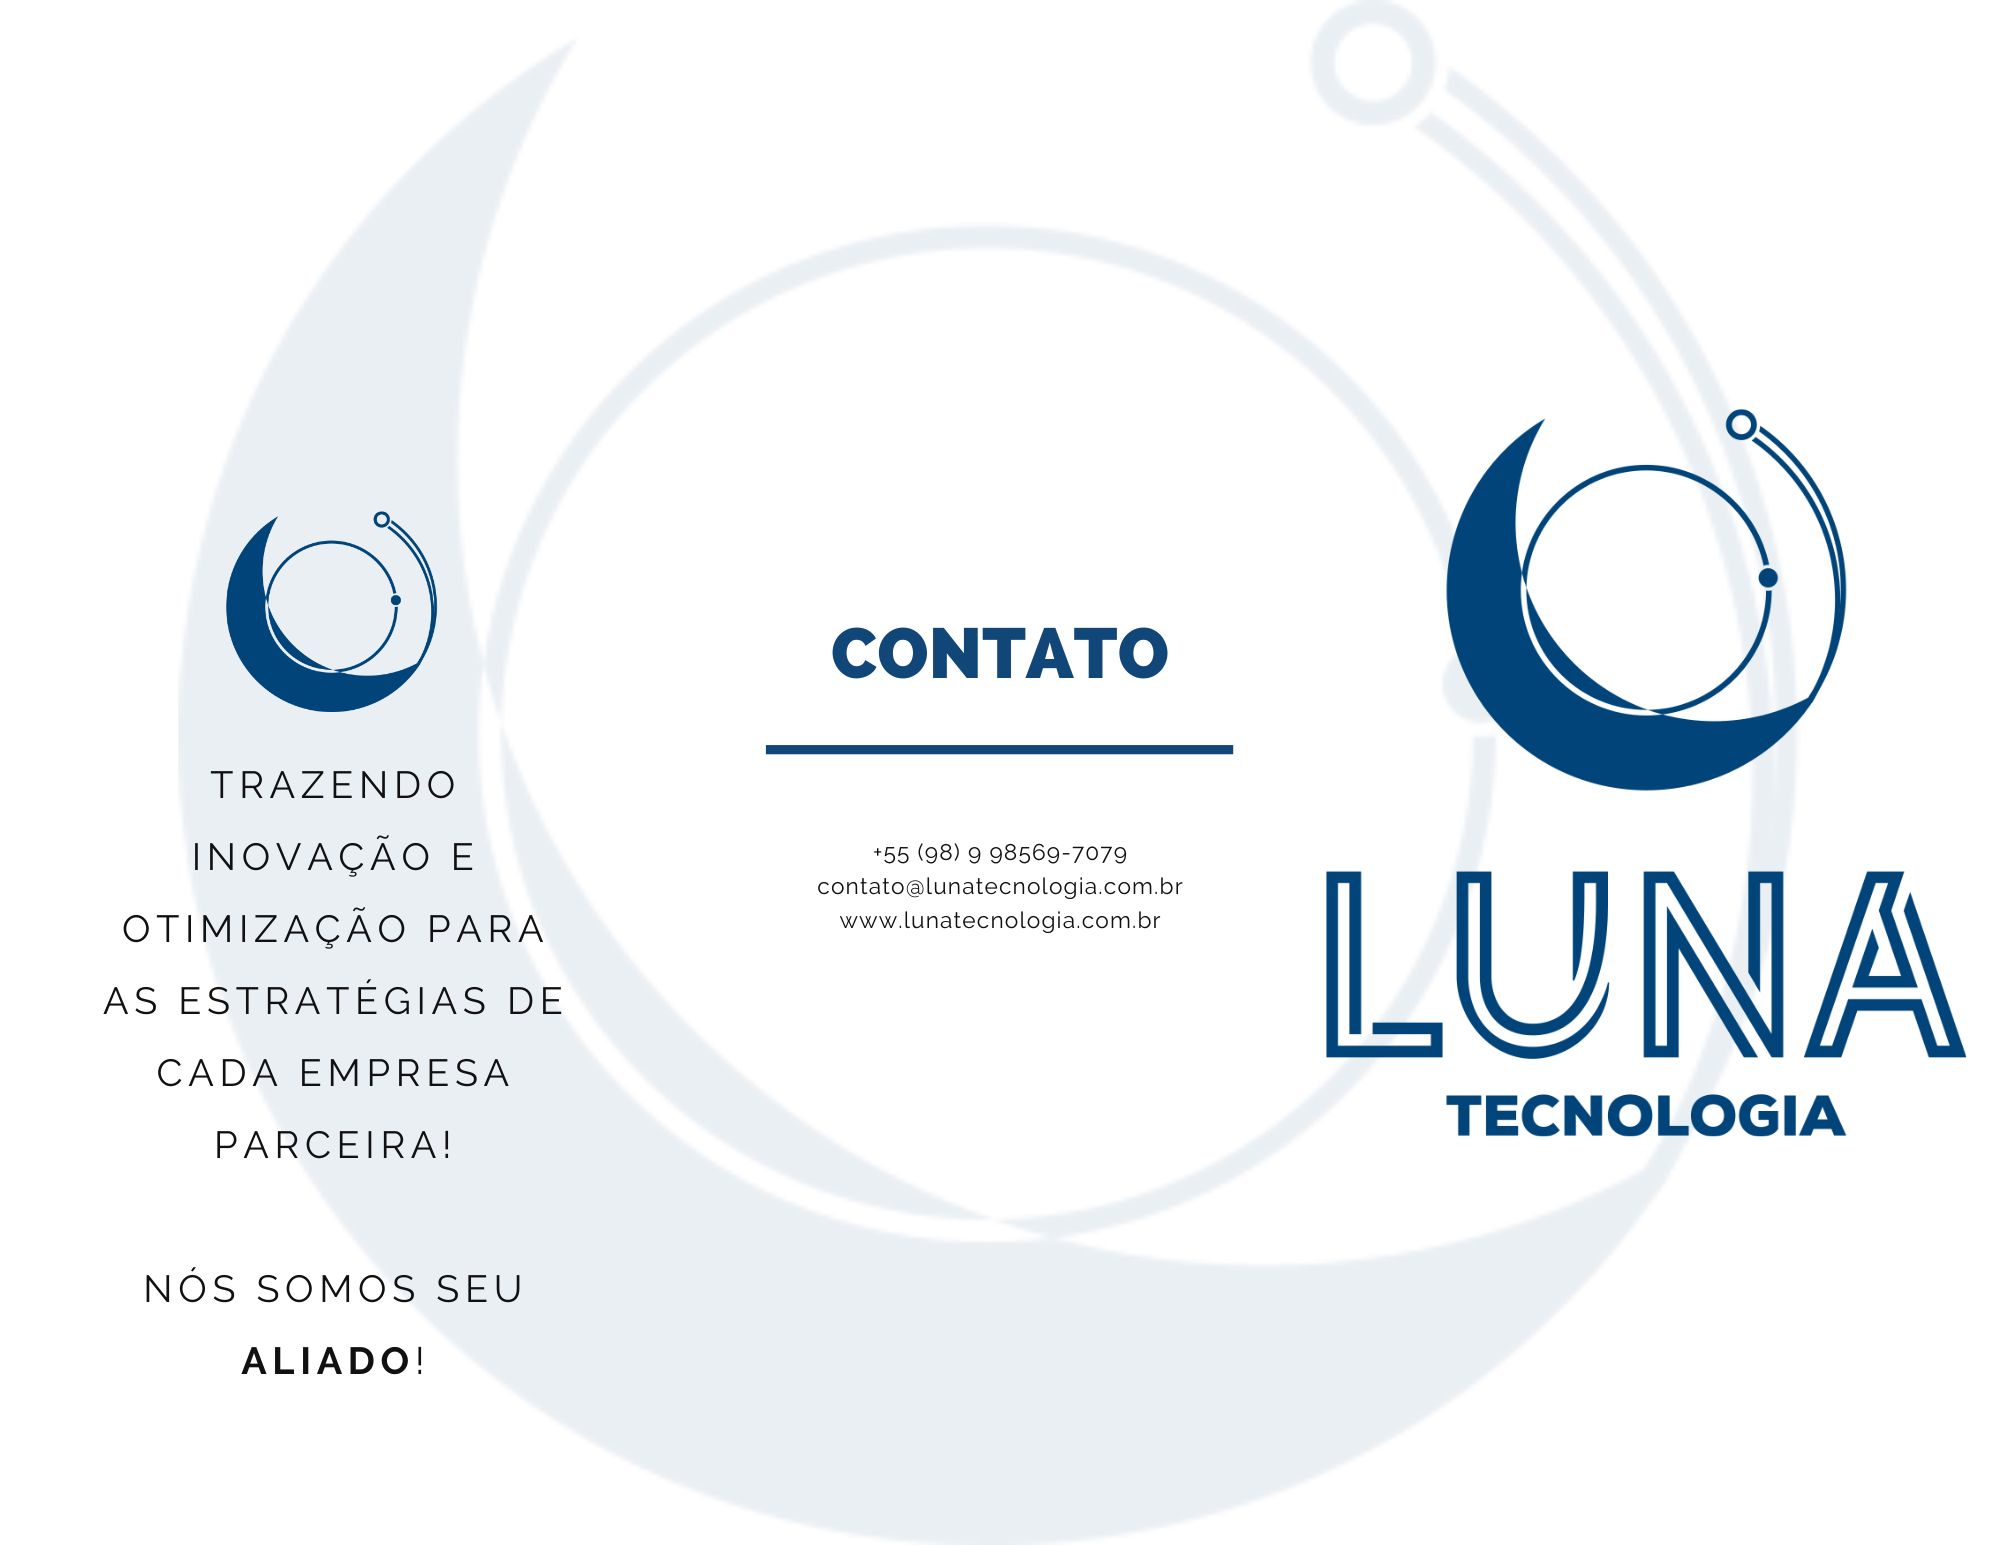 TRAZENDO
INOVAÇÃO E
OTIMIZAÇÃO PARA
AS ESTRATÉGIAS DE
CADA EMPRESA
PARCEIRA!
NÓS SOMOS SEU
ALIADO!
CONTATO
+55 (98) 9 98569-7079
contato@lunatecnologia.com.br
www.lunatecnologia.com.br
LUNA
TECNOLOGIA